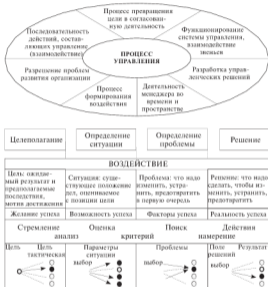 Процесс превращения
цели в согласован-
ную деятельность
Последовательность
действий, состав-
ляющих управление
(взаимодействие)
Функционирование
системы управления,
взаимодействие
звеньев
ПРОЦЕСС
УПРАВЛЕНИЯ
Разрешение проблем
развития организации
Разработка управ-
ленческих решений
Процесс
формирования
воздействия
Деятельность
менеджера во
времени и
пространстве
Целеполагание
Определение
ситуации
Определение
проблемы
Решение
ВОЗДЕЙСТВИЕ
Цель: ожидае-
мый результат и
предполагаемые
последствия,
мотив достижения
Ситуация: суще-
ствующее положение
дел, оцениваемое
с позиции цели
Проблема: что надо
изменить, устра-
нить, предотвратить
в первую очередь
Решение: что надо
сделать, чтобы из-
менить, устранить,
предотвратить
Желание успеха
Возможность успеха
Факторы успеха
Реальность успеха
Стремление
Оценка
Поиск
Действия
анализ
критерий
намерение
Цель
Цель
тактическая
Параметры
ситуации
выбор
Проблемы
Поле
решений
Результат
выбор